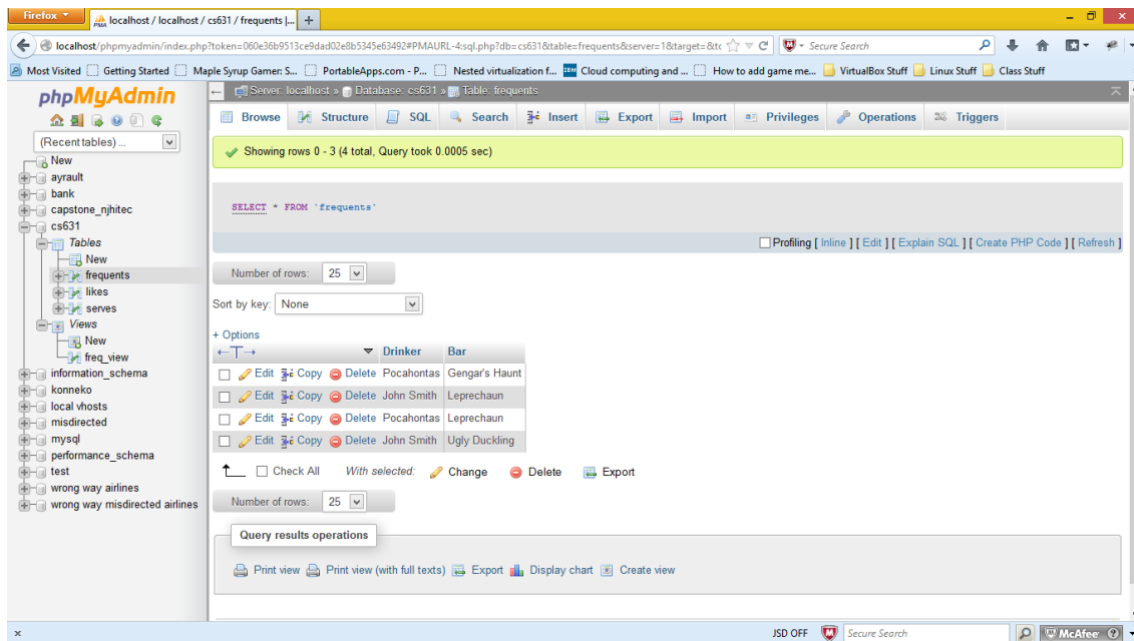 Firefox
localhost / localhost / cs631 / frequents |...
localhost/phpmyadmin/index.php?token=060e36b9513ce9dad02e8b5345e63492#PMAURL-4:sql.php?db=cs631&table=frequents&server=1&target=&tc
Secure Search
Most Visited Getting Started Maple Syrup Gamer: S... PortableApps.com - P... Nested virtualization f... Cloud computing and ... How to add game me... VirtualBox Stuff Linux Stuff Class Stuff
phpMyAdmin
(Recent tables) ...
New
ayrault
bank
capstone_njhitec
cs631
Tables
New
frequents
likes
serves
Views
New
freq_view
information_schema
konneko
local vhosts
misdirected
mysql
performance_schema
test
wrong way airlines
wrong way misdirected airlines
Server: localhost » Database: cs631 » Table: frequents
Browse Structure SQL Search Insert Export Import Privileges Operations Triggers
Showing rows 0 - 3 (4 total, Query took 0.0005 sec)
SELECT * FROM `frequents`
Profiling [ Inline ] [ Edit ] [ Explain SQL ] [ Create PHP Code ] [ Refresh ]
Number of rows: 25
Sort by key: None
+ Options
←T→ Drinker Bar
Edit Copy Delete Pocahontas Gengar's Haunt
Edit Copy Delete John Smith Leprechaun
Edit Copy Delete Pocahontas Leprechaun
Edit Copy Delete John Smith Ugly Duckling
Check All With selected: Change Delete Export
Number of rows: 25
Query results operations
Print view Print view (with full texts) Export Display chart Create view
x JSD OFF Secure Search McAfee